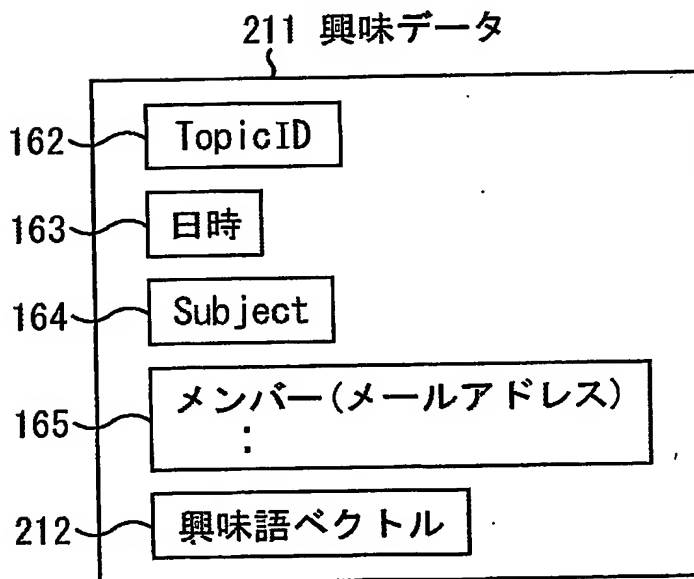 211 興味データ
162 TopicID
163 日時
164 Subject
165 メンバー(メールアドレス)
:
212 興味語ベクトル